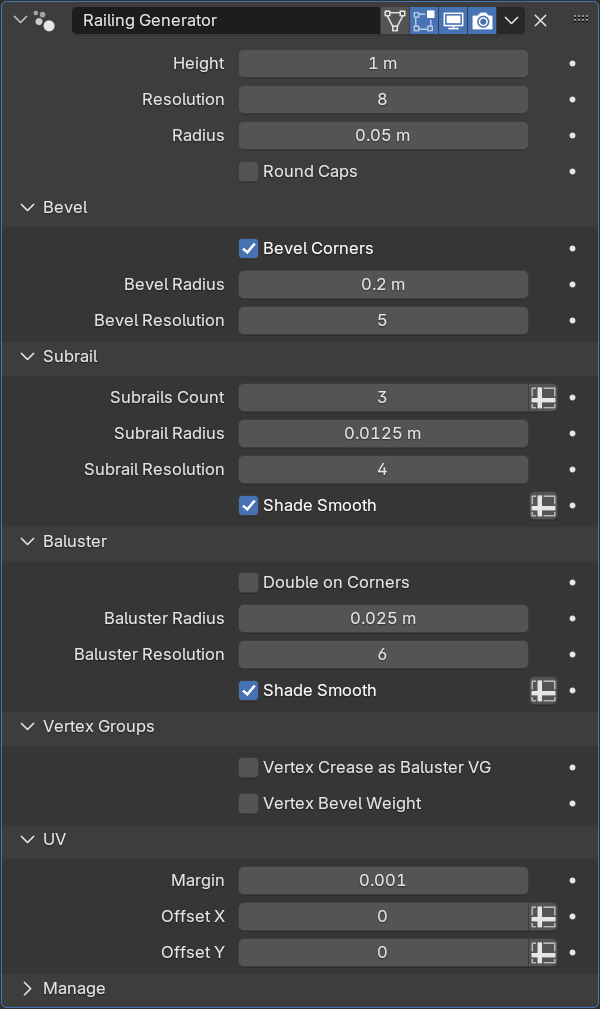 Railing Generator
Height 1 m
Resolution 8
Radius 0.05 m
Round Caps
Bevel
Bevel Corners
Bevel Radius 0.2 m
Bevel Resolution 5
Subrail
Subrails Count 3
Subrail Radius 0.0125 m
Subrail Resolution 4
Shade Smooth
Baluster
Double on Corners
Baluster Radius 0.025 m
Baluster Resolution 6
Shade Smooth
Vertex Groups
Vertex Crease as Baluster VG
Vertex Bevel Weight
UV
Margin 0.001
Offset X 0
Offset Y 0
Manage